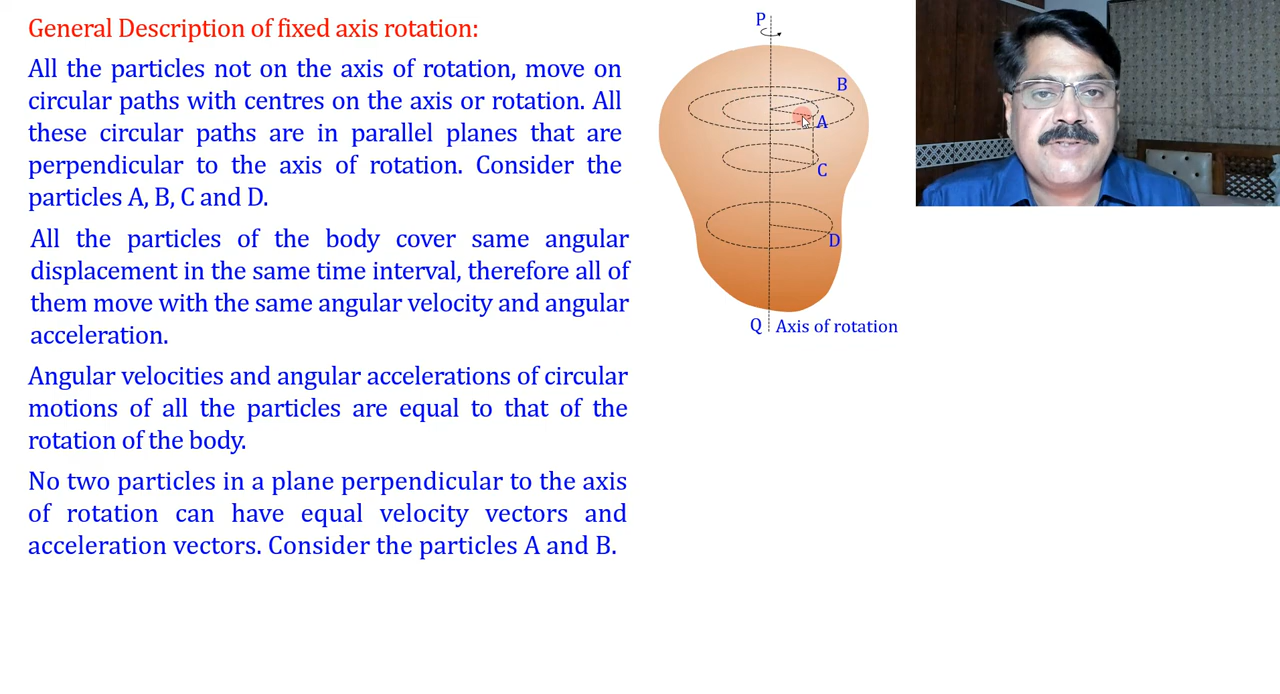 General Description of fixed axis rotation:
All the particles not on the axis of rotation, move on
circular paths with centres on the axis or rotation. All
these circular paths are in parallel planes that are
perpendicular to the axis of rotation. Consider the
particles A, B, C and D.
All the particles of the body cover same angular
displacement in the same time interval, therefore all of
them move with the same angular velocity and angular
acceleration.
Angular velocities and angular accelerations of circular
motions of all the particles are equal to that of the
rotation of the body.
No two particles in a plane perpendicular to the axis
of rotation can have equal velocity vectors and
acceleration vectors. Consider the particles A and B.
P
B
A
C
D
Q Axis of rotation